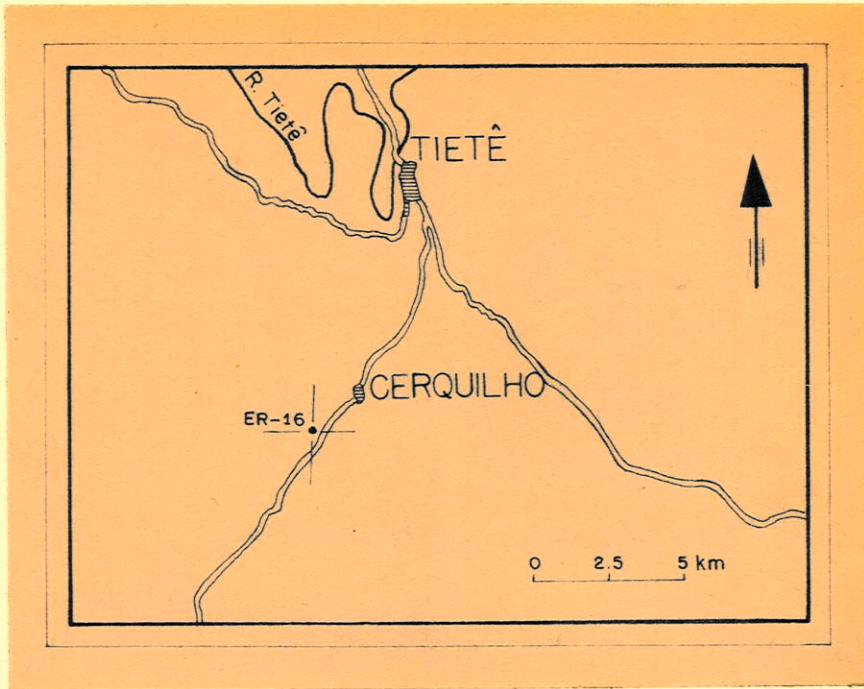 R. Tietê
TIETÊ
CERQUILHO
ER-16
0 2.5 5 km